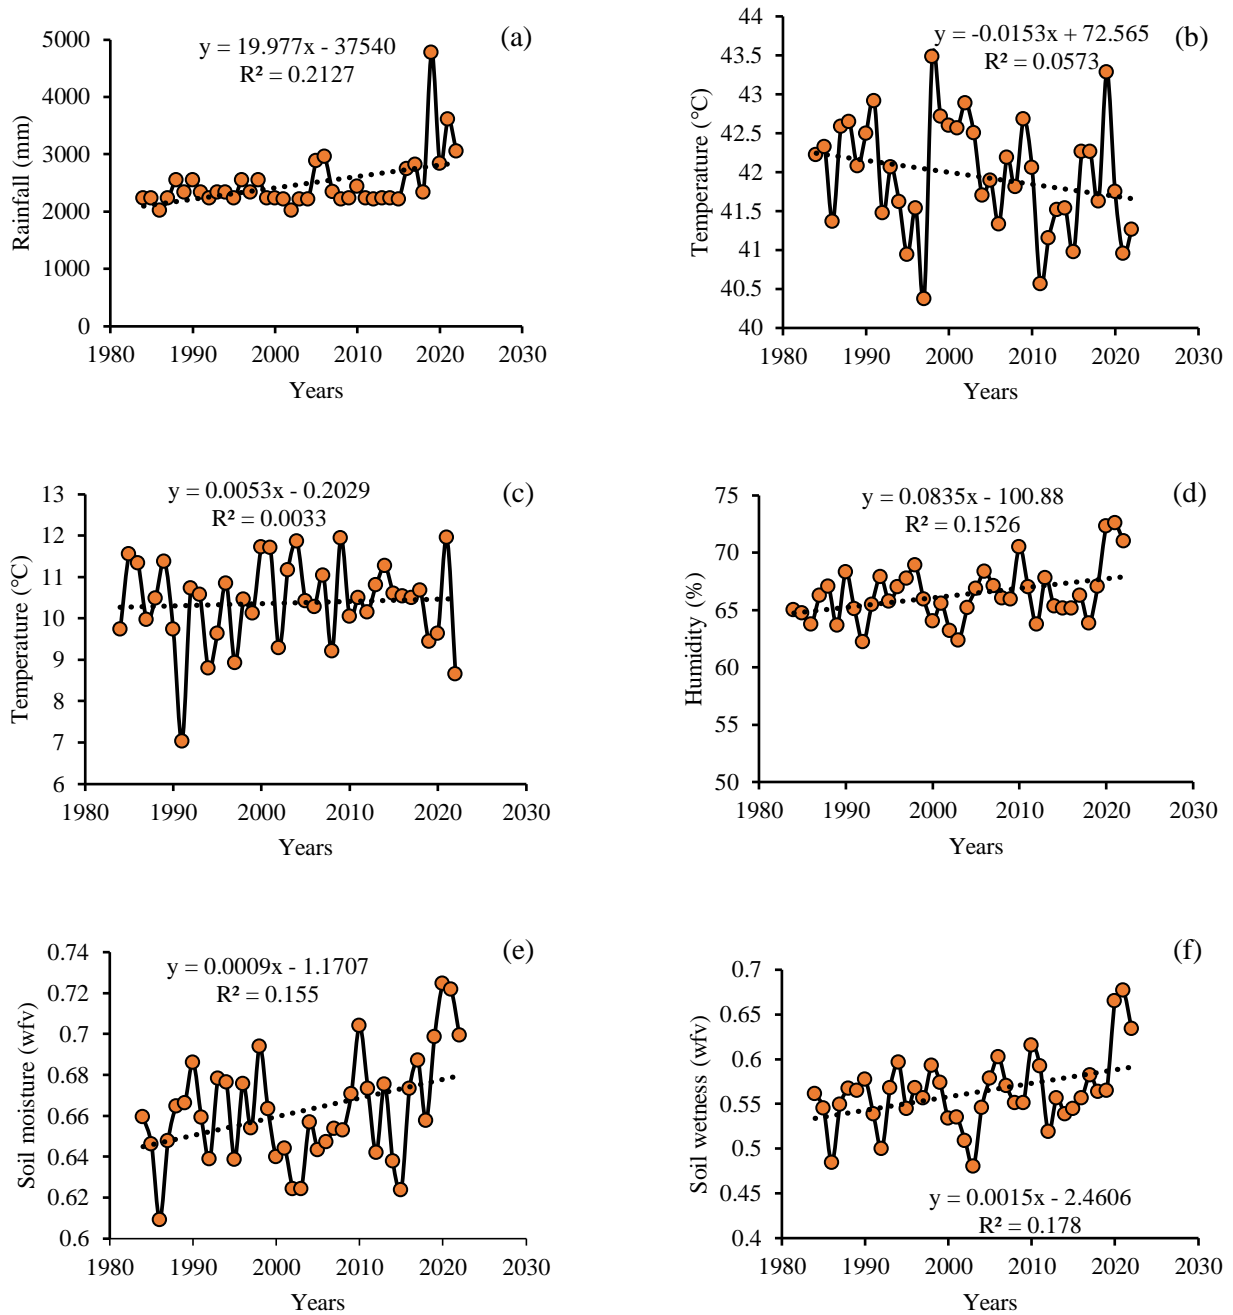 y = 19.977x - 37540
R² = 0.2127
(a)
5000
4000
3000
2000
1000
0
Rainfall (mm)
1980
1990
2000
2010
2020
2030
Years
y = -0.0153x + 72.565
R² = 0.0573
(b)
44
43.5
43
42.5
42
41.5
41
40.5
40
Temperature (°C)
1980
1990
2000
2010
2020
2030
Years
y = 0.0053x - 0.2029
R² = 0.0033
(c)
13
12
11
10
9
8
7
6
Temperature (°C)
1980
1990
2000
2010
2020
2030
Years
y = 0.0835x - 100.88
R² = 0.1526
(d)
75
70
65
60
55
50
Humidity (%)
1980
1990
2000
2010
2020
2030
Years
y = 0.0009x - 1.1707
R² = 0.155
(e)
0.74
0.72
0.7
0.68
0.66
0.64
0.62
0.6
Soil moisture (wfv)
1980
1990
2000
2010
2020
2030
Years
(f)
0.7
0.65
0.6
0.55
0.5
0.45
0.4
Soil wetness (wfv)
y = 0.0015x - 2.4606
R² = 0.178
1980
1990
2000
2010
2020
2030
Years